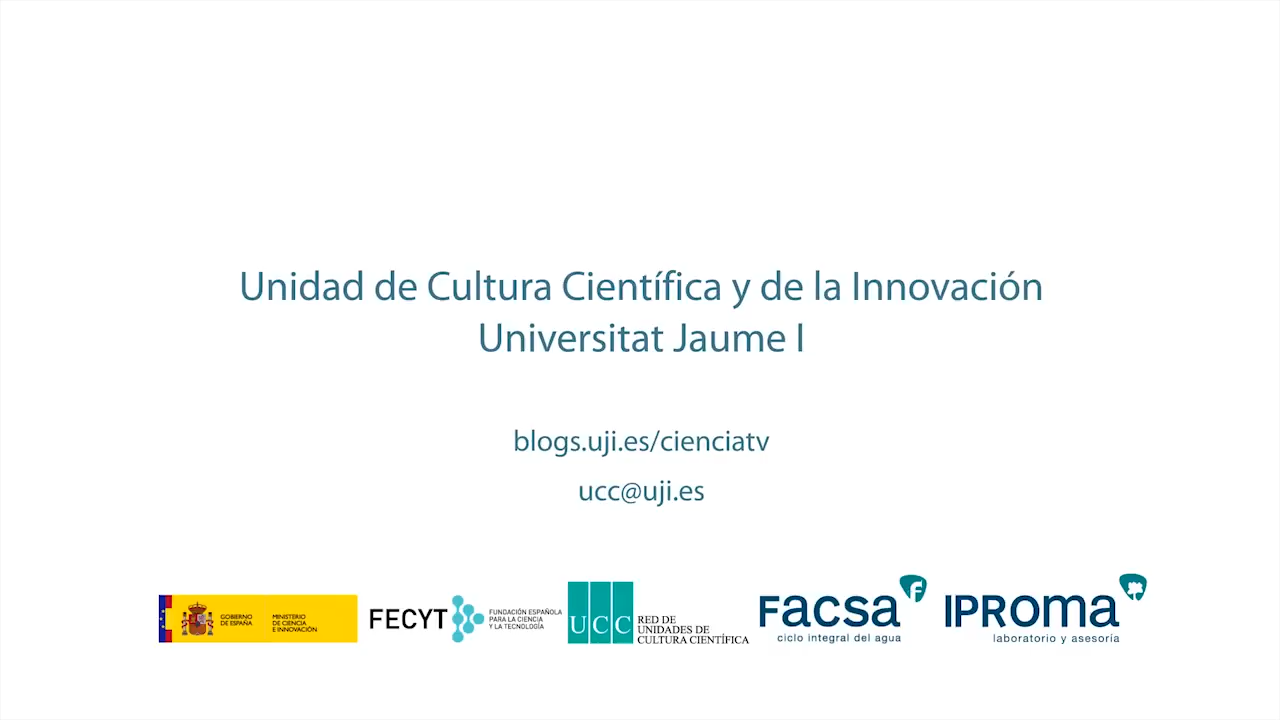 Unidad de Cultura Científica y de la Innovación
Universitat Jaume I
blogs.uji.es/cienciatv
ucc@uji.es
GOBIERNO
DE ESPAÑA
MINISTERIO
DE CIENCIA
E INNOVACIÓN
FECYT
FUNDACIÓN ESPAÑOLA
PARA LA CIENCIA
Y LA TECNOLOGÍA
UCC
RED DE
UNIDADES DE
CULTURA CIENTÍFICA
FACSA
ciclo integral del agua
IPROMA
laboratorio y asesoría